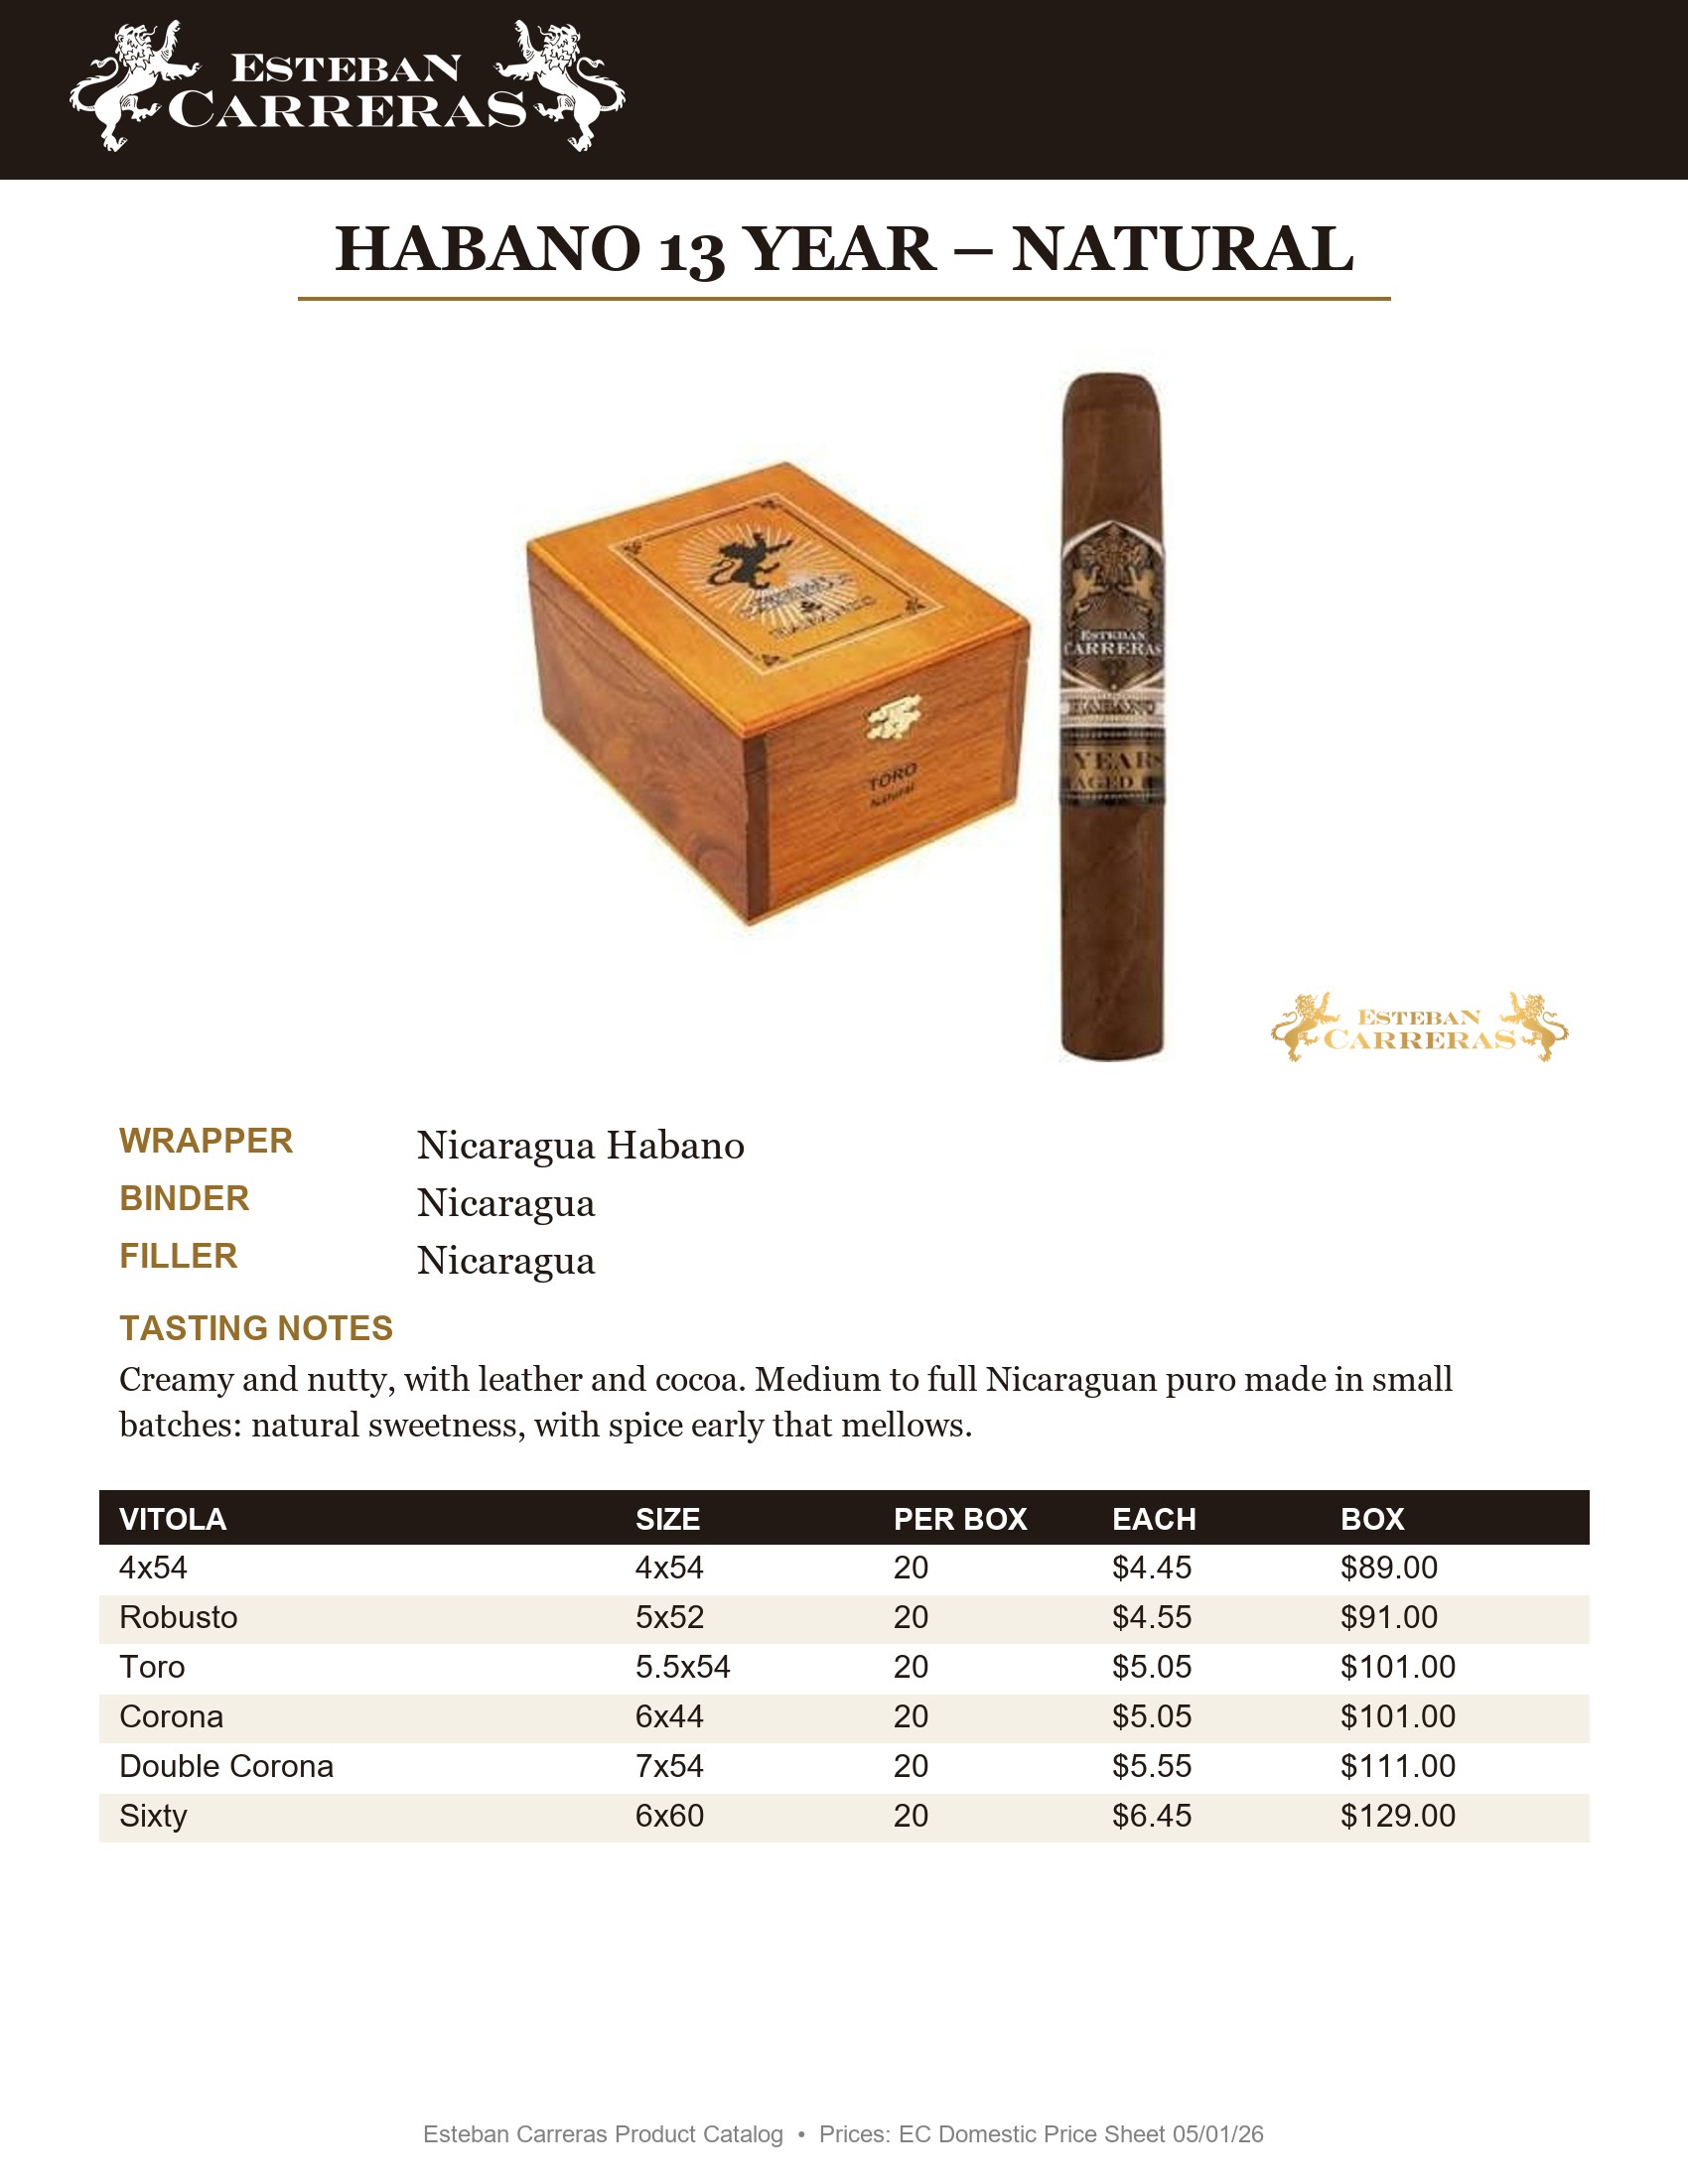 ESTEBAN
CARRERAS
HABANO 13 YEAR – NATURAL
TORO
Natural
ESTEBAN
CARRERAS
HABANO
YEARS
AGED
ESTEBAN
CARRERAS
WRAPPER Nicaragua Habano
BINDER Nicaragua
FILLER Nicaragua
TASTING NOTES
Creamy and nutty, with leather and cocoa. Medium to full Nicaraguan puro made in small
batches: natural sweetness, with spice early that mellows.
VITOLA SIZE PER BOX EACH BOX
4x54 4x54 20 $4.45 $89.00
Robusto 5x52 20 $4.55 $91.00
Toro 5.5x54 20 $5.05 $101.00
Corona 6x44 20 $5.05 $101.00
Double Corona 7x54 20 $5.55 $111.00
Sixty 6x60 20 $6.45 $129.00
Esteban Carreras Product Catalog • Prices: EC Domestic Price Sheet 05/01/26